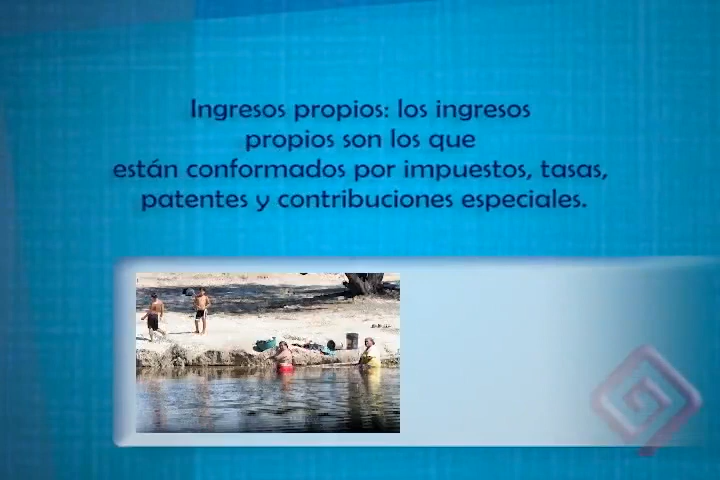 Ingresos propios: los ingresos
propios son los que
están conformados por impuestos, tasas,
patentes y contribuciones especiales.